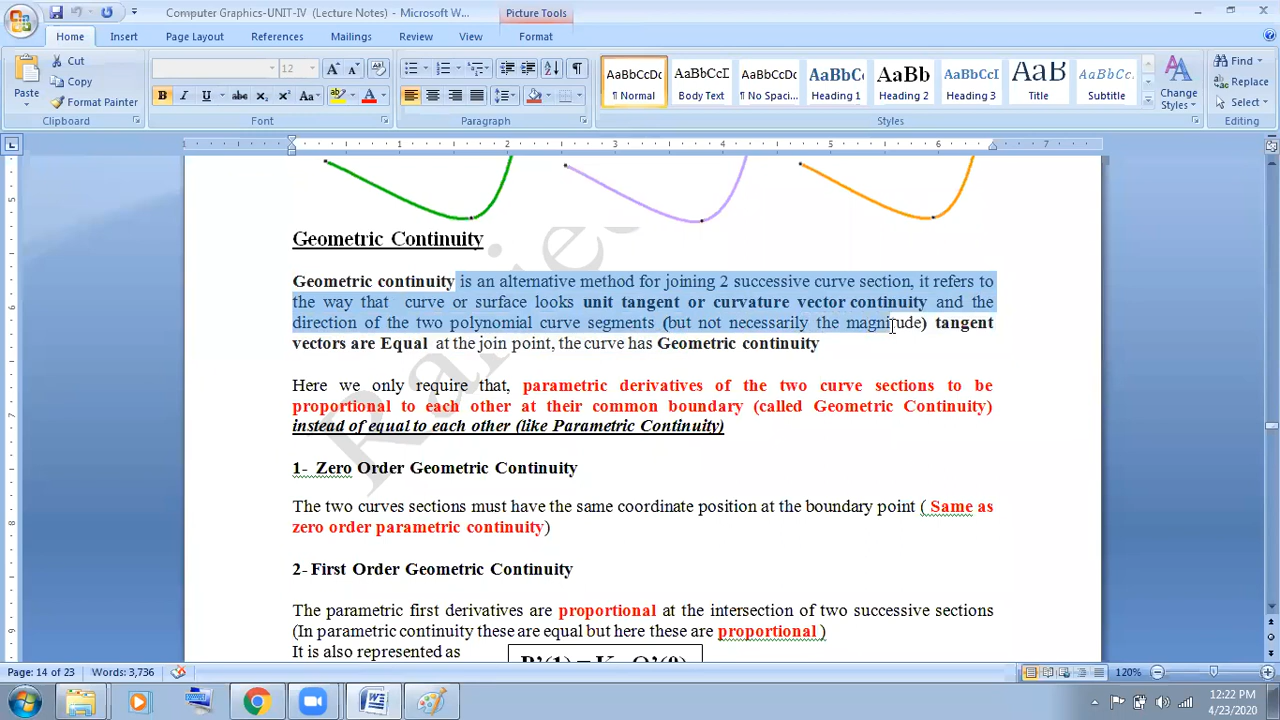 Computer Graphics-UNIT-IV (Lecture Notes) - Microsoft W...
Picture Tools
Home Insert Page Layout References Mailings Review View Format
Paste
Cut
Copy
Format Painter
Clipboard
12
Font
Paragraph
AaBbCcDc AaBbCcI AaBbCcDc AaBbCc AaBb AaBbCcI AaB AaBbCcL
¶ Normal Body Text ¶ No Spaci... Heading 1 Heading 2 Heading 3 Title Subtitle
Change Styles
Styles
Find
Replace
Select
Editing
Geometric Continuity
Geometric continuity is an alternative method for joining 2 successive curve section, it refers to
the way that curve or surface looks unit tangent or curvature vector continuity and the
direction of the two polynomial curve segments (but not necessarily the magnitude) tangent
vectors are Equal at the join point, the curve has Geometric continuity
Here we only require that, parametric derivatives of the two curve sections to be
proportional to each other at their common boundary (called Geometric Continuity)
instead of equal to each other (like Parametric Continuity)
1- Zero Order Geometric Continuity
The two curves sections must have the same coordinate position at the boundary point ( Same as
zero order parametric continuity)
2- First Order Geometric Continuity
The parametric first derivatives are proportional at the intersection of two successive sections
(In parametric continuity these are equal but here these are proportional )
It is also represented as
Page: 14 of 23 Words: 3,736 120%
12:22 PM
4/23/2020